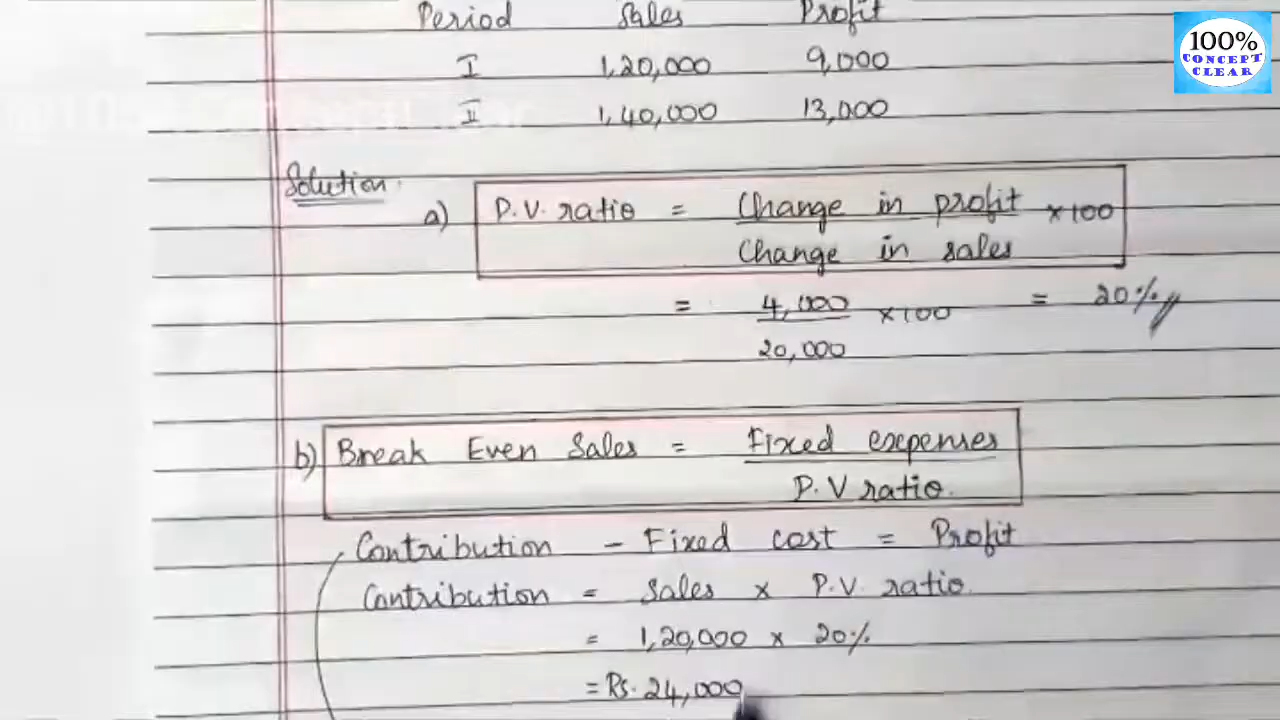 Period Sales Profit
I 1,20,000 9,000
II 1,40,000 13,000
100%
CONCEPT
CLEAR
Solution.
a) P.V. ratio = Change in profit × 100
Change in sales
= 4,000 × 100 = 20%
20,000
b) Break Even Sales = Fixed expenses
P.V ratio.
Contribution - Fixed cost = Profit
Contribution = Sales × P.V. ratio.
= 1,20,000 × 20%
= Rs. 24,000